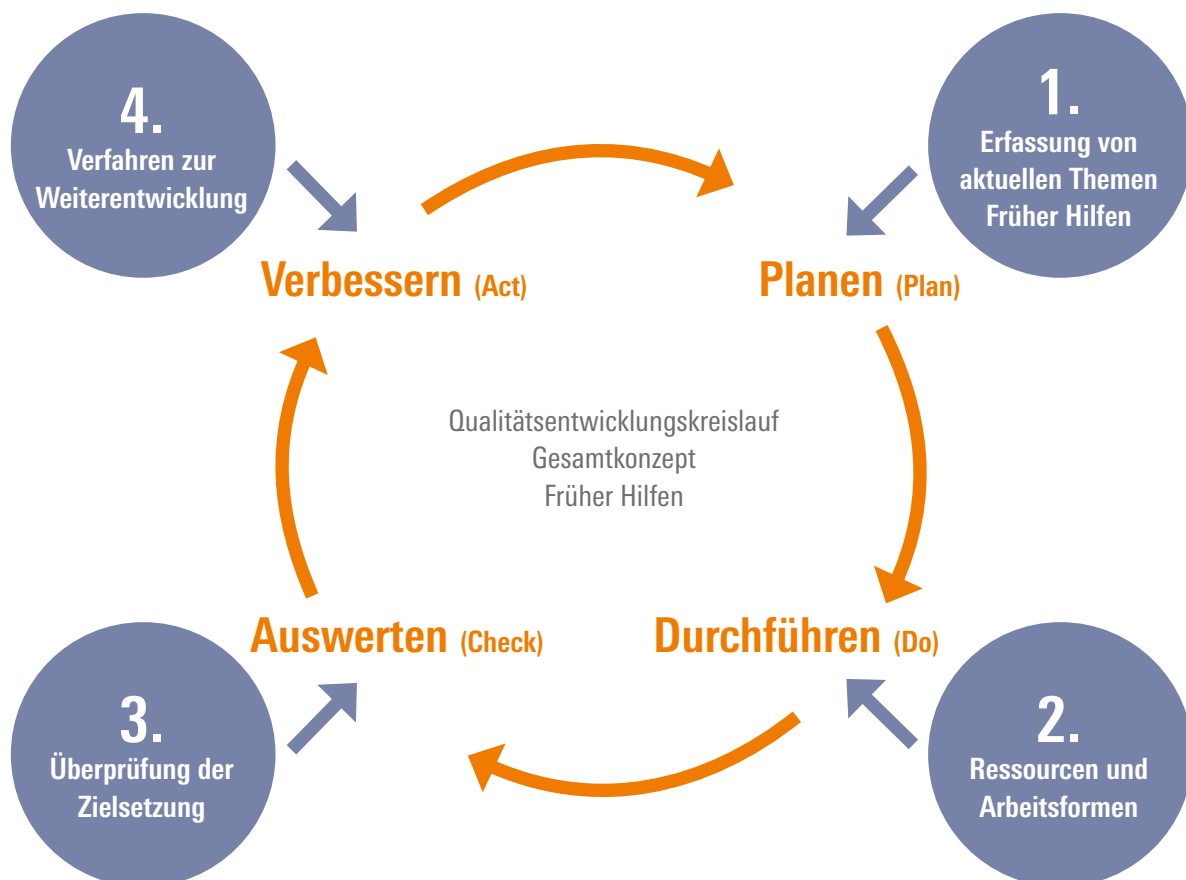 4.
Verfahren zur
Weiterentwicklung
1.
Erfassung von
aktuellen Themen
Früher Hilfen
Verbessern (Act)
Planen (Plan)
Qualitätsentwicklungskreislauf
Gesamtkonzept
Früher Hilfen
Auswerten (Check)
Durchführen (Do)
3.
Überprüfung der
Zielsetzung
2.
Ressourcen und
Arbeitsformen